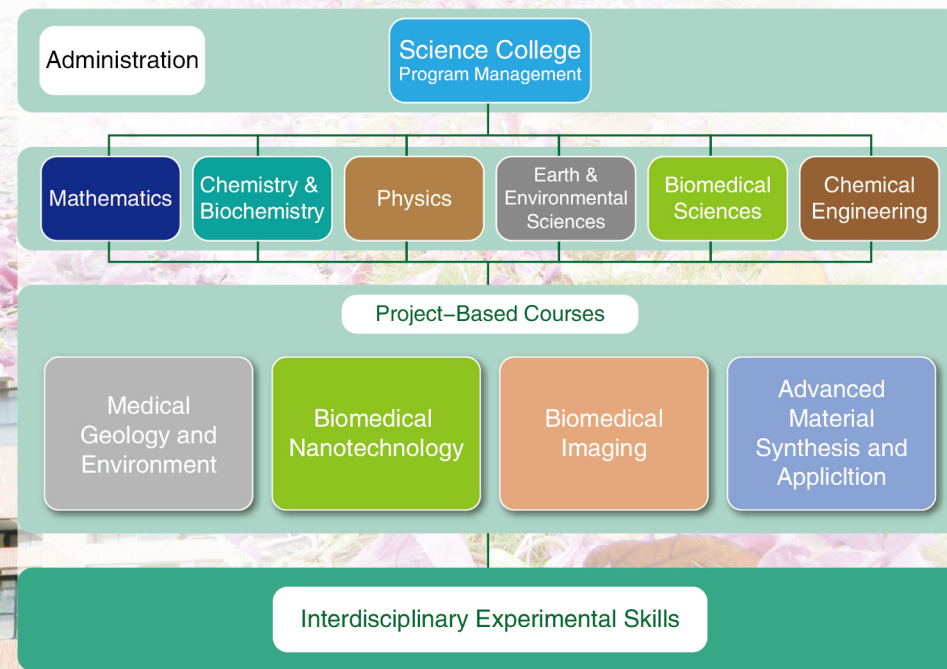 Administration
Science College
Program Management
Mathematics
Chemistry &
Biochemistry
Physics
Earth &
Environmental
Sciences
Biomedical
Sciences
Chemical
Engineering
Project–Based Courses
Medical
Geology and
Environment
Biomedical
Nanotechnology
Biomedical
Imaging
Advanced
Material
Synthesis and
Applicltion
Interdisciplinary Experimental Skills